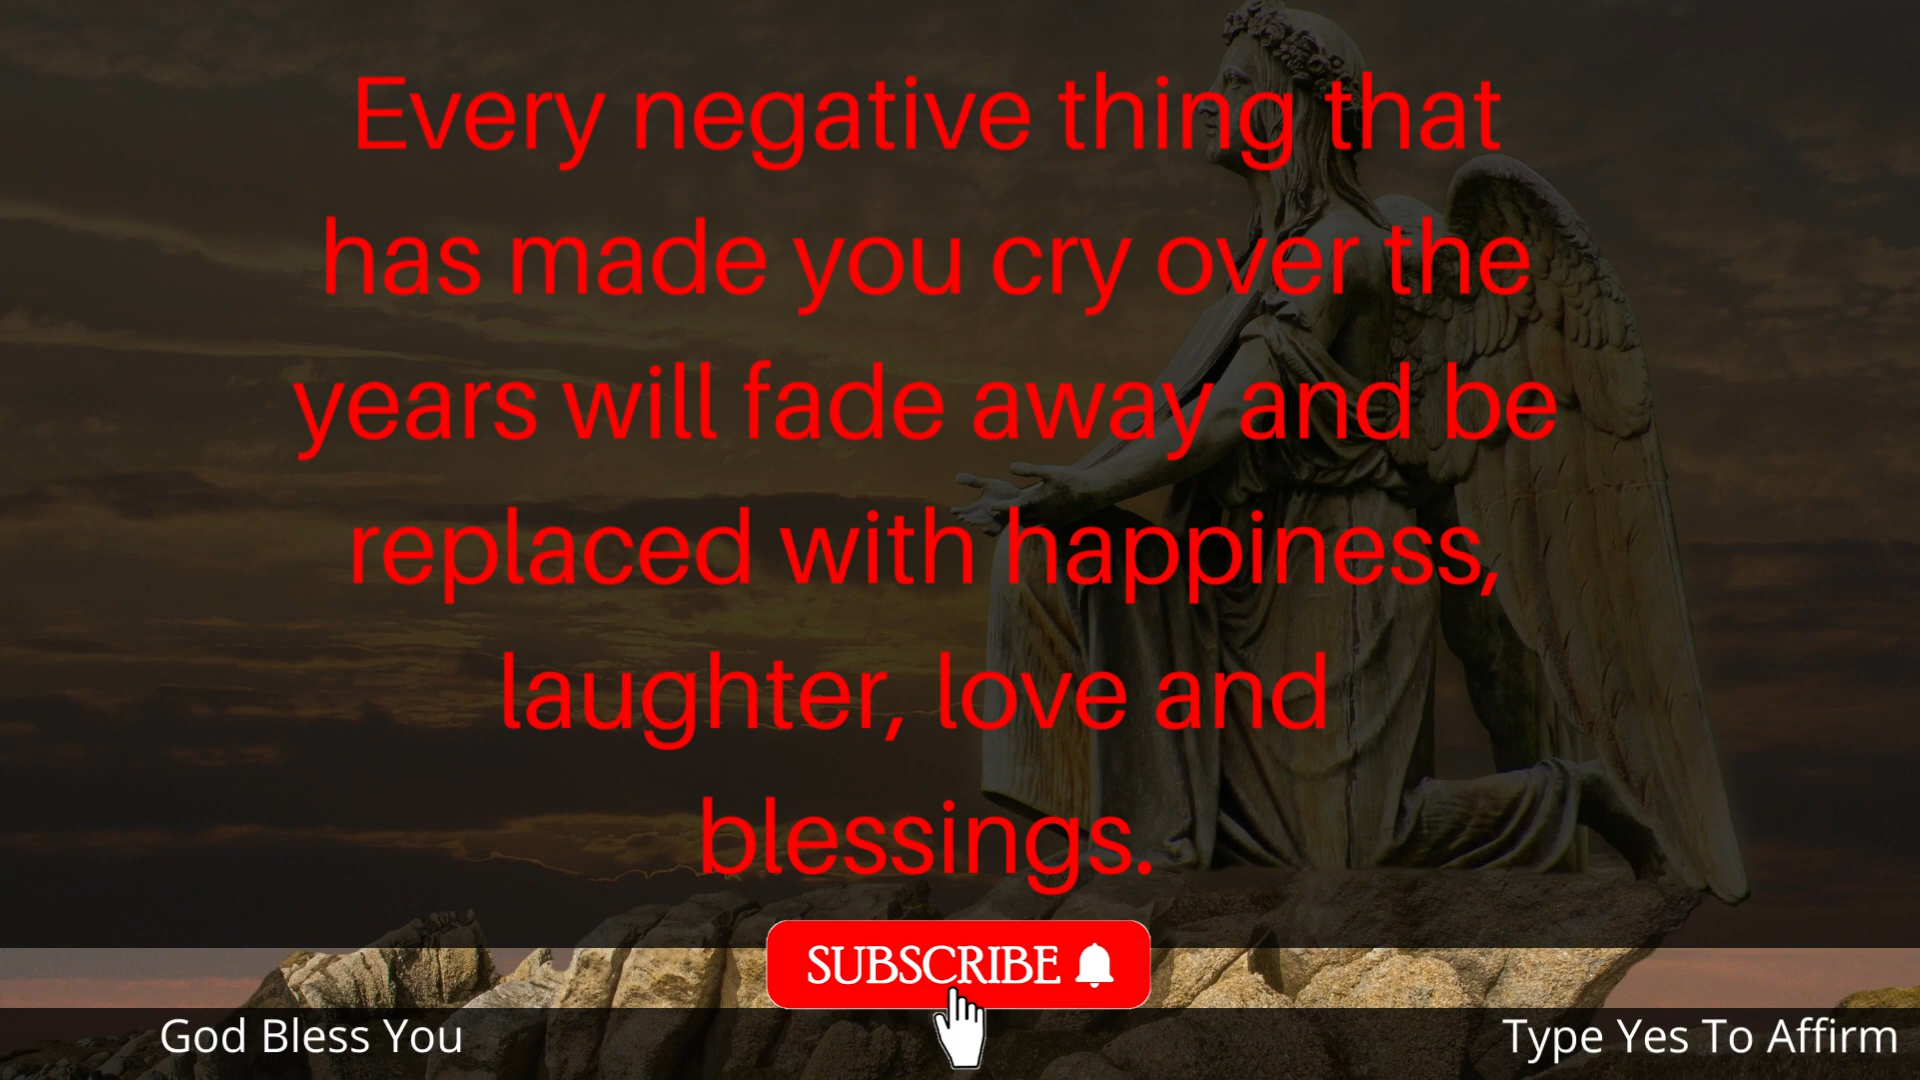 Every negative thing that
has made you cry over the
years will fade away and be
replaced with happiness,
laughter, love and
blessings.
SUBSCRIBE
God Bless You
Type Yes To Affirm